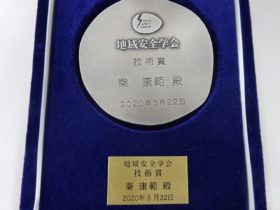 地域安全学会
技術賞
秦 康範 殿
2020年5月22日
地域安全学会
技術賞
秦 康範 殿
2020年5月22日